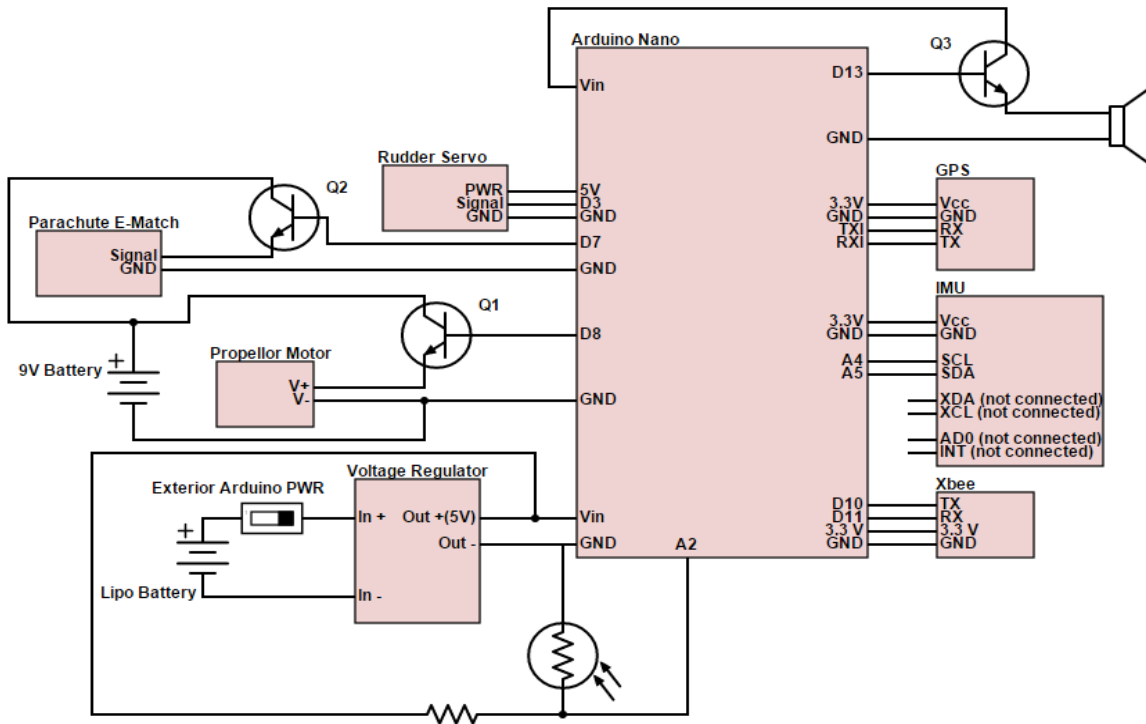 Arduino Nano
Q3
D13
Vin
GND
Rudder Servo
PWR
Signal
GND
5V
D3
GND
GPS
3.3V
GND
TXI
RXI
Vcc
GND
RX
TX
Q2
Parachute E-Match
Signal
GND
D7
GND
IMU
3.3V
GND
A4
A5
Vcc
GND
SCL
SDA
XDA (not connected)
XCL (not connected)
AD0 (not connected)
INT (not connected)
Q1
D8
Propellor Motor
V+
V-
GND
+
9V Battery
Voltage Regulator
Exterior Arduino PWR
In +
Out +(5V)
Out -
In -
Vin
GND
+
Lipo Battery
A2
Xbee
D10
D11
3.3 V
GND
TX
RX
3.3 V
GND